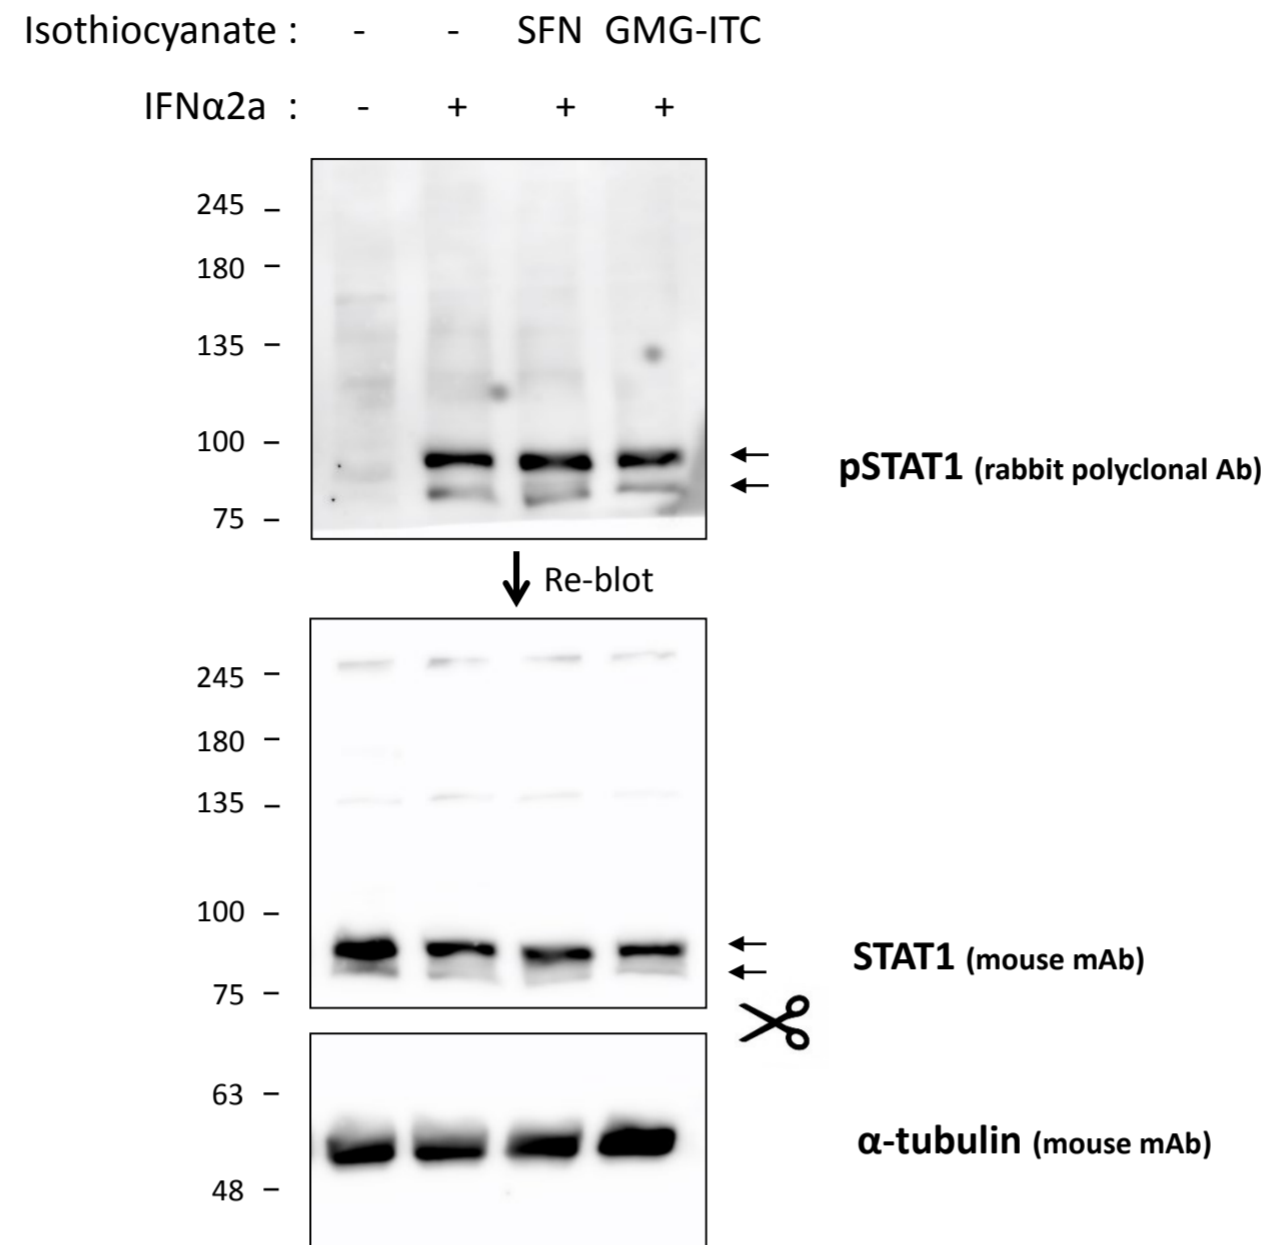 Isothiocyanate : - - SFN GMG-ITC
IFNα2a : - + + +
245 –
180 –
135 –
100 –
pSTAT1 (rabbit polyclonal Ab)
75 –
Re-blot
245 –
180 –
135 –
100 –
STAT1 (mouse mAb)
75 –
63 –
α-tubulin (mouse mAb)
48 –